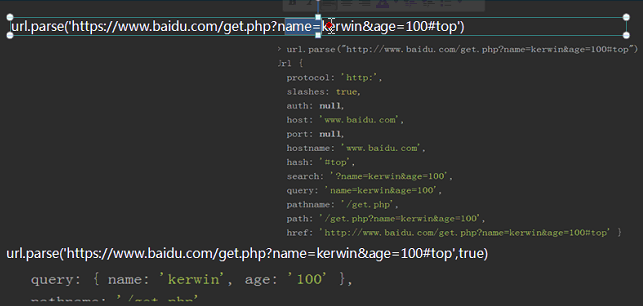 url.parse('https://www.baidu.com/get.php?name=kerwin&age=100#top')
> url.parse("http://www.baidu.com/get.php?name=kerwin&age=100#top")
Url {
protocol: 'http:',
slashes: true,
auth: null,
host: 'www.baidu.com',
port: null,
hostname: 'www.baidu.com',
hash: '#top',
search: '?name=kerwin&age=100',
query: 'name=kerwin&age=100',
pathname: '/get.php',
path: '/get.php?name=kerwin&age=100',
href: 'http://www.baidu.com/get.php?name=kerwin&age=100#top' }
url.parse('https://www.baidu.com/get.php?name=kerwin&age=100#top',true)
query: { name: 'kerwin', age: '100' },
pathname: '/get.php'